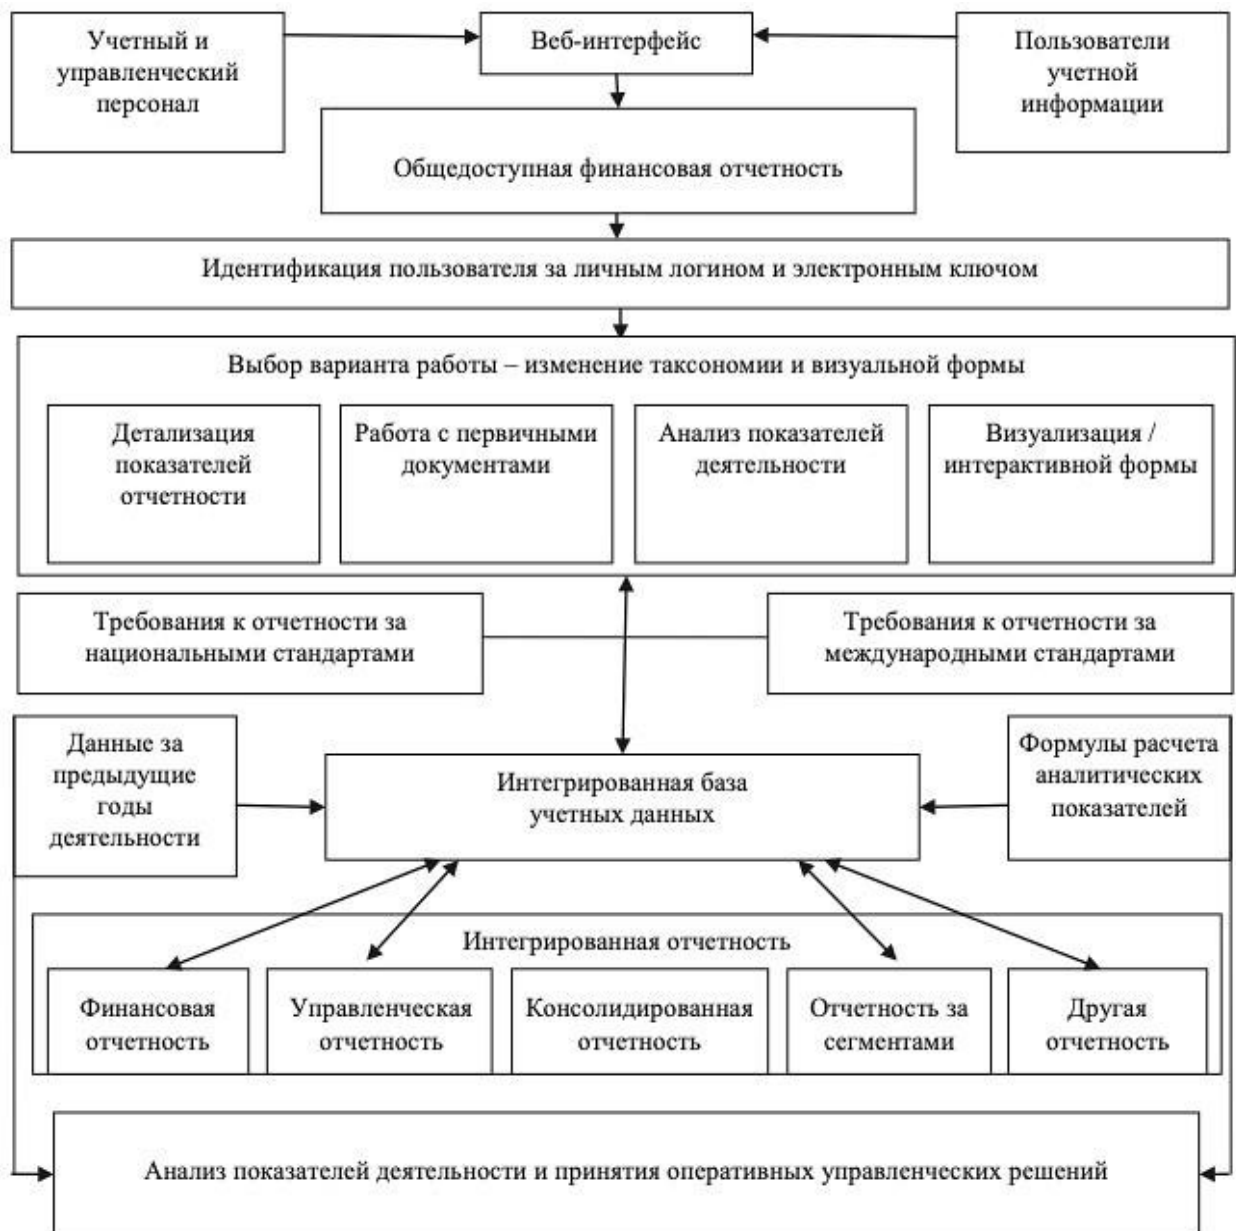 Учетный и
управленческий
персонал
Веб-интерфейс
Пользователи
учетной
информации
Общедоступная финансовая отчетность
Идентификация пользователя за личным логином и электронным ключом
Выбор варианта работы – изменение таксономии и визуальной формы
Детализация
показателей
отчетности
Работа с первичными
документами
Анализ показателей
деятельности
Визуализация /
интерактивной формы
Требования к отчетности за
национальными стандартами
Требования к отчетности за
международными стандартами
Данные за
предыдущие
годы
деятельности
Интегрированная база
учетных данных
Формулы расчета
аналитических
показателей
Интегрированная отчетность
Финансовая
отчетность
Управленческая
отчетность
Консолидированная
отчетность
Отчетность за
сегментами
Другая
отчетность
Анализ показателей деятельности и принятия оперативных управленческих решений